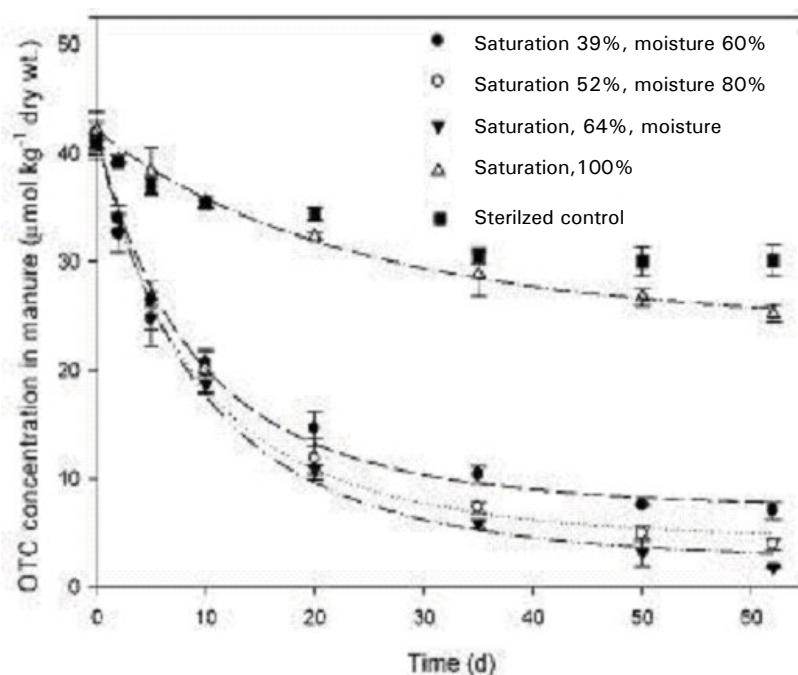 50
40
30
20
10
0
OTC concentration in manure (µmol kg⁻¹ dry wt.)
Saturation 39%, moisture 60%
Saturation 52%, moisture 80%
Saturation, 64%, moisture
Saturation,100%
Sterilzed control
0 10 20 30 40 50 60
Time (d)